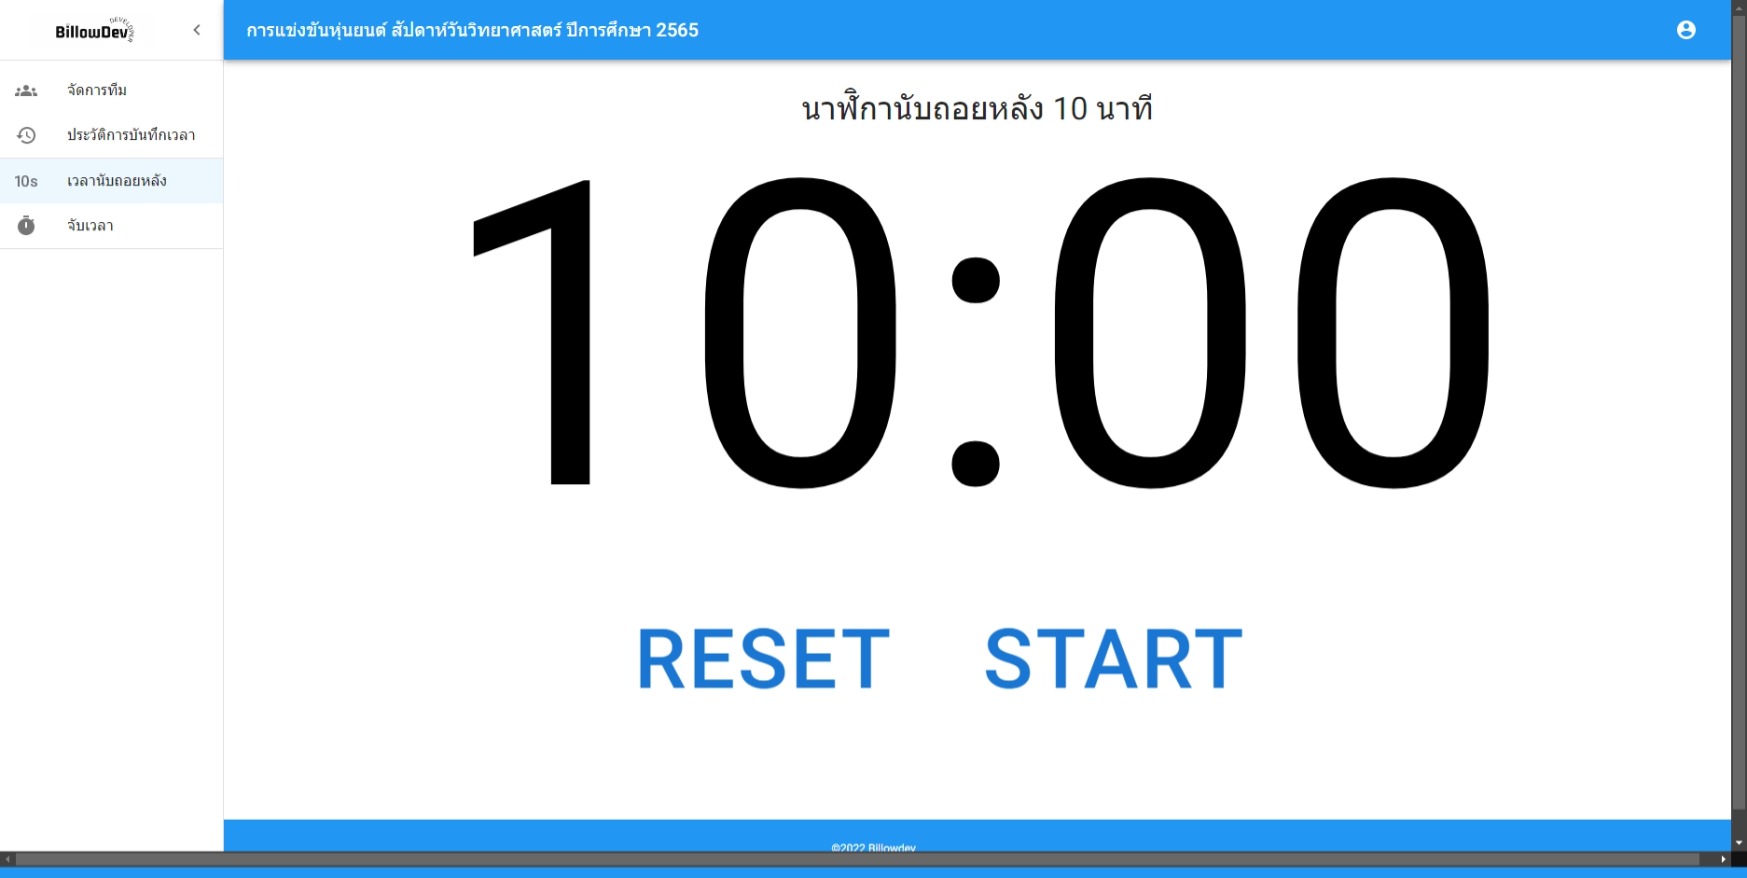 BillowDev
DEVELOPER
การแข่งขันหุ่นยนต์ สัปดาห์วันวิทยาศาสตร์ ปีการศึกษา 2565
จัดการทีม
ประวัติการบันทึกเวลา
10s เวลานับถอยหลัง
จับเวลา
นาฬิกานับถอยหลัง 10 นาที
10:00
RESET START
©2022 Billowdev